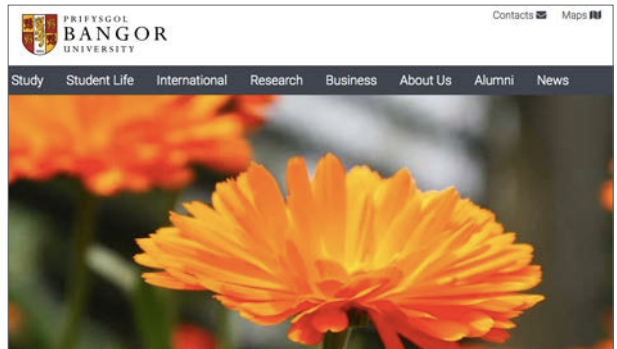 PRIFYSGOL
BANGOR
UNIVERSITY
Contacts Maps
Study Student Life International Research Business About Us Alumni News